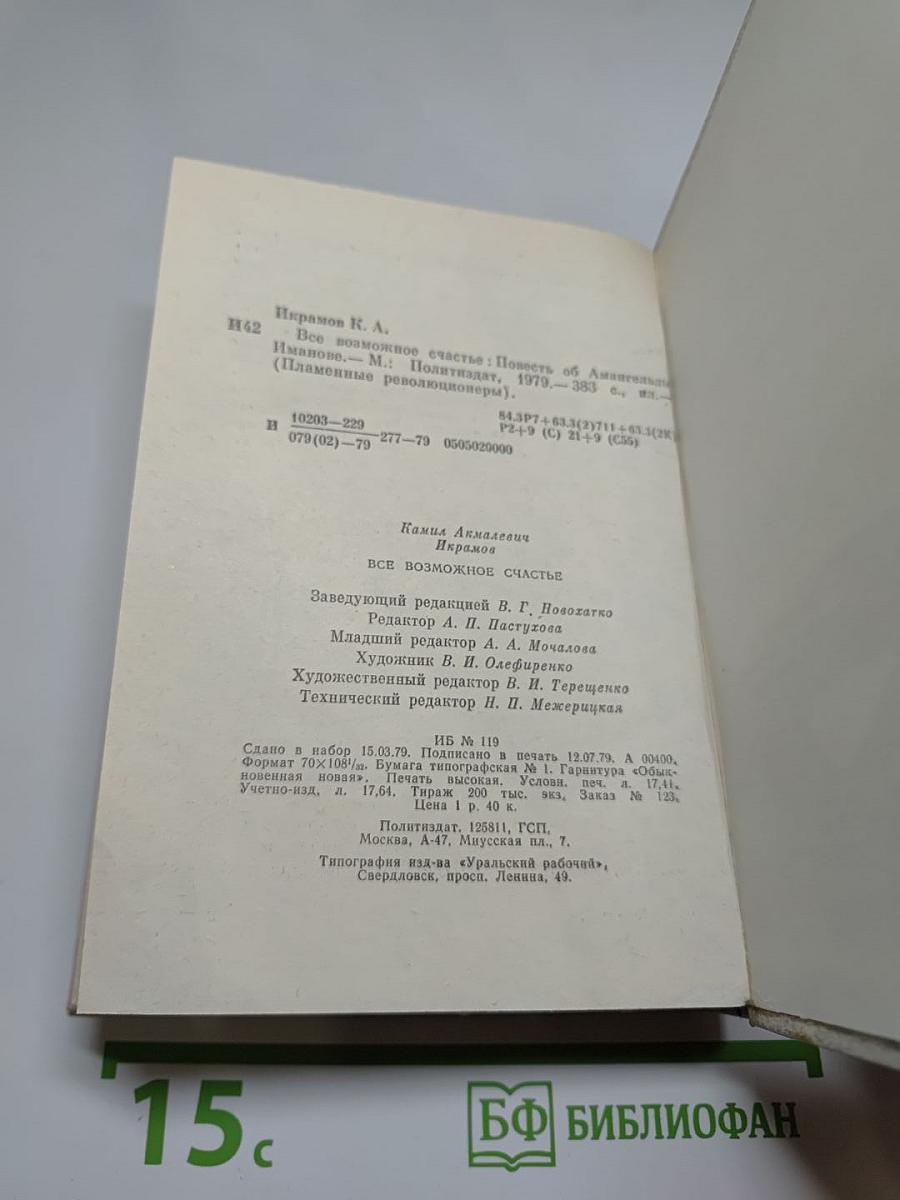 Икрамов К. А.
И42 Все возможное счастье : Повесть об Амангельды
Иманове.— М.: Политиздат, 1979.— 383 с., ил.—
(Пламенные революционеры).
84.3Р7+63.3(2)711+63.3(2К)
И 10203—229
079(02)—79 277—79 0505020000
Р2+9 (С) 21+9 (С55)
Камил Акмалевич
Икрамов
ВСЕ ВОЗМОЖНОЕ СЧАСТЬЕ
Заведующий редакцией В. Г. Новохатко
Редактор А. П. Пастухова
Младший редактор А. А. Мочалова
Художник В. И. Олефиренко
Художественный редактор В. И. Терещенко
Технический редактор Н. П. Межерицкая
ИБ № 119
Сдано в набор 15.03.79. Подписано в печать 12.07.79. А 00400.
Формат 70×108¹/₃₂. Бумага типографская № 1. Гарнитура «Обык-
новенная новая». Печать высокая. Условн. печ. л. 17,41.
Учетно-изд. л. 17,64. Тираж 200 тыс. экз. Заказ № 123.
Цена 1 р. 40 к.
Политиздат. 125811, ГСП,
Москва, А-47, Миусская пл., 7.
Типография изд-ва «Уральский рабочий»,
Свердловск, просп. Ленина, 49.
15 с
БФ БИБЛИОФАН